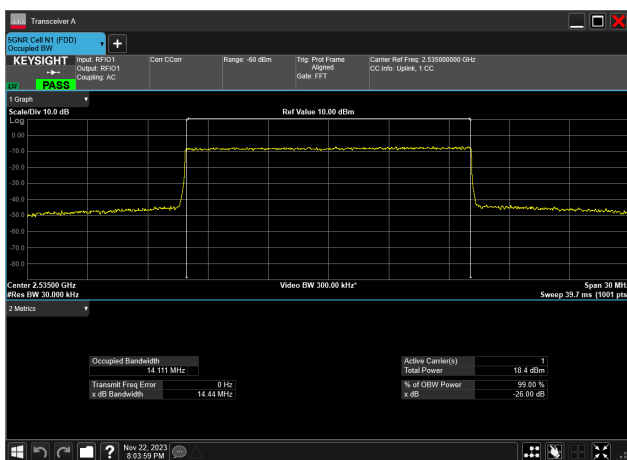 Transceiver A
5GNR Cell N1 (FDD)
Occupied BW
KEYSIGHT
PASS
Input: RFIO1
Output: RFIO1
Coupling: AC
Corr CCorr
Range: -60 dBm
Trig: Prot Frame
Aligned
Gate: FFT
Carrier Ref Freq: 2.535000000 GHz
CC Info: Uplink, 1 CC
1 Graph
Scale/Div 10.0 dB
Ref Value 10.00 dBm
Log
0.00
-10.0
-20.0
-30.0
-40.0
-50.0
-60.0
-70.0
-80.0
Center 2.53500 GHz
Video BW 300.00 kHz*
Span 30 MH
#Res BW 30.000 kHz
Sweep 39.7 ms (1001 pts
2 Metrics
Occupied Bandwidth
14.111 MHz
Transmit Freq Error 0 Hz
x dB Bandwidth 14.44 MHz
Active Carrier(s) 1
Total Power 18.4 dBm
% of OBW Power 99.00 %
x dB -26.00 dB
Nov 22, 2023
8:03:59 PM